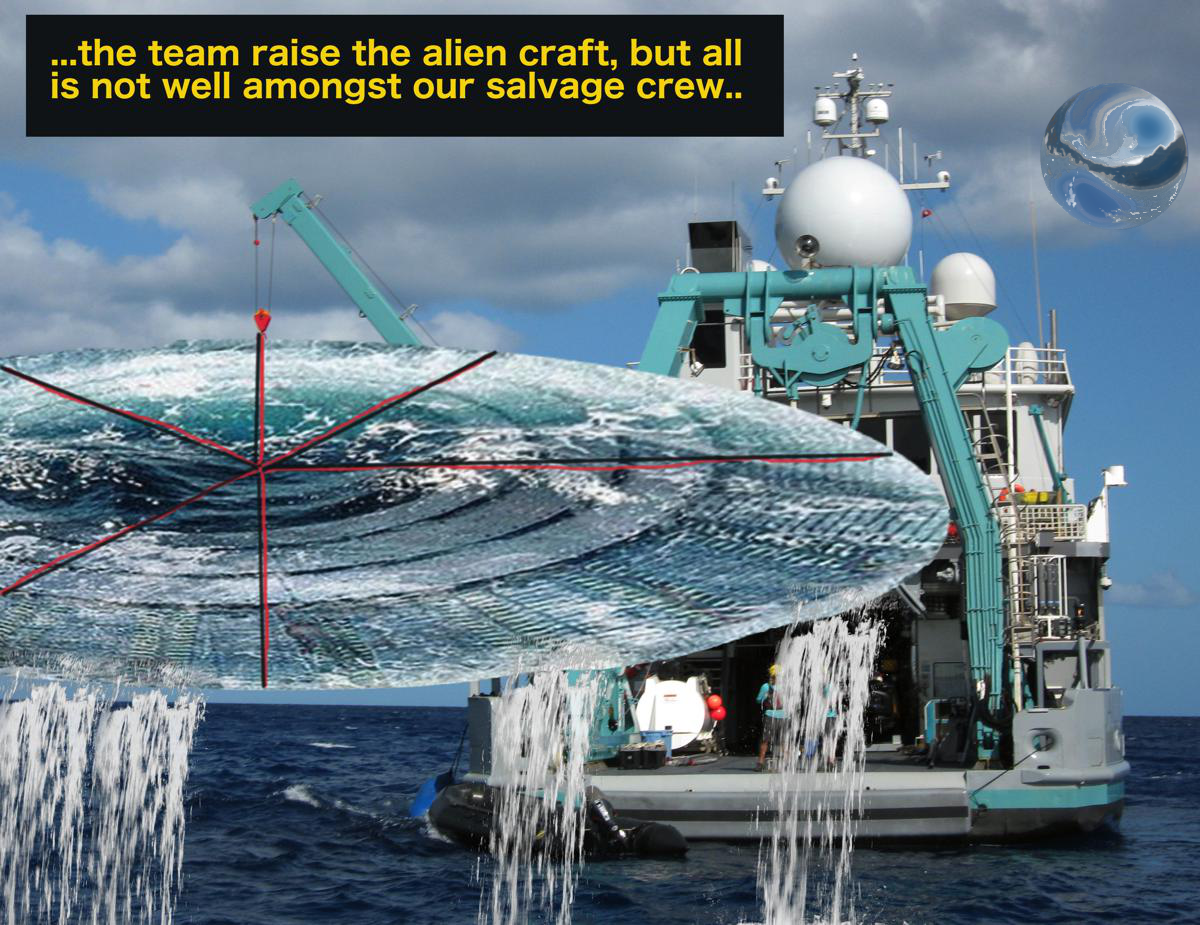 ...the team raise the alien craft, but all
is not well amongst our salvage crew..